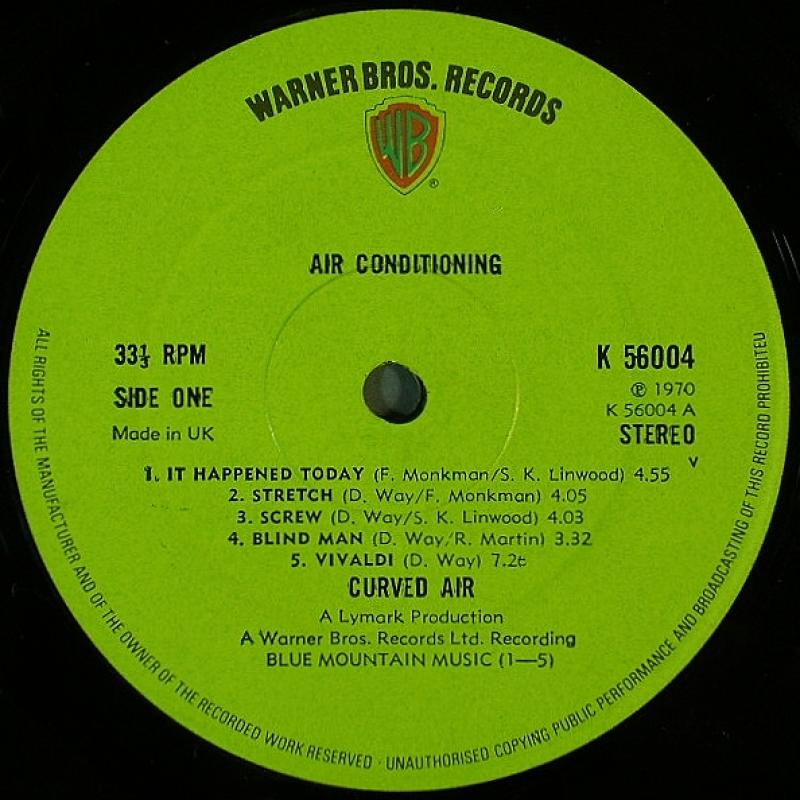 WARNER BROS. RECORDS
WB
®
AIR CONDITIONING
33⅓ RPM
SIDE ONE
Made in UK
K 56004
℗ 1970
K 56004 A
STEREO
V
1. IT HAPPENED TODAY (F. Monkman/S. K. Linwood) 4.55
2. STRETCH (D. Way/F. Monkman) 4.05
3. SCREW (D. Way/S. K. Linwood) 4.03
4. BLIND MAN (D. Way/R. Martin) 3.32
5. VIVALDI (D. Way)
CURVED AIR
A Lymark Production
A Warner Bros. Records Ltd. Recording
BLUE MOUNTAIN MUSIC (1—5)
ALL RIGHTS OF THE MANUFACTURER AND OF THE OWNER OF THE RECORDED WORK RESERVED · UNAUTHORISED COPYING PUBLIC PERFORMANCE AND BROADCASTING OF THIS RECORD PROHIBITED